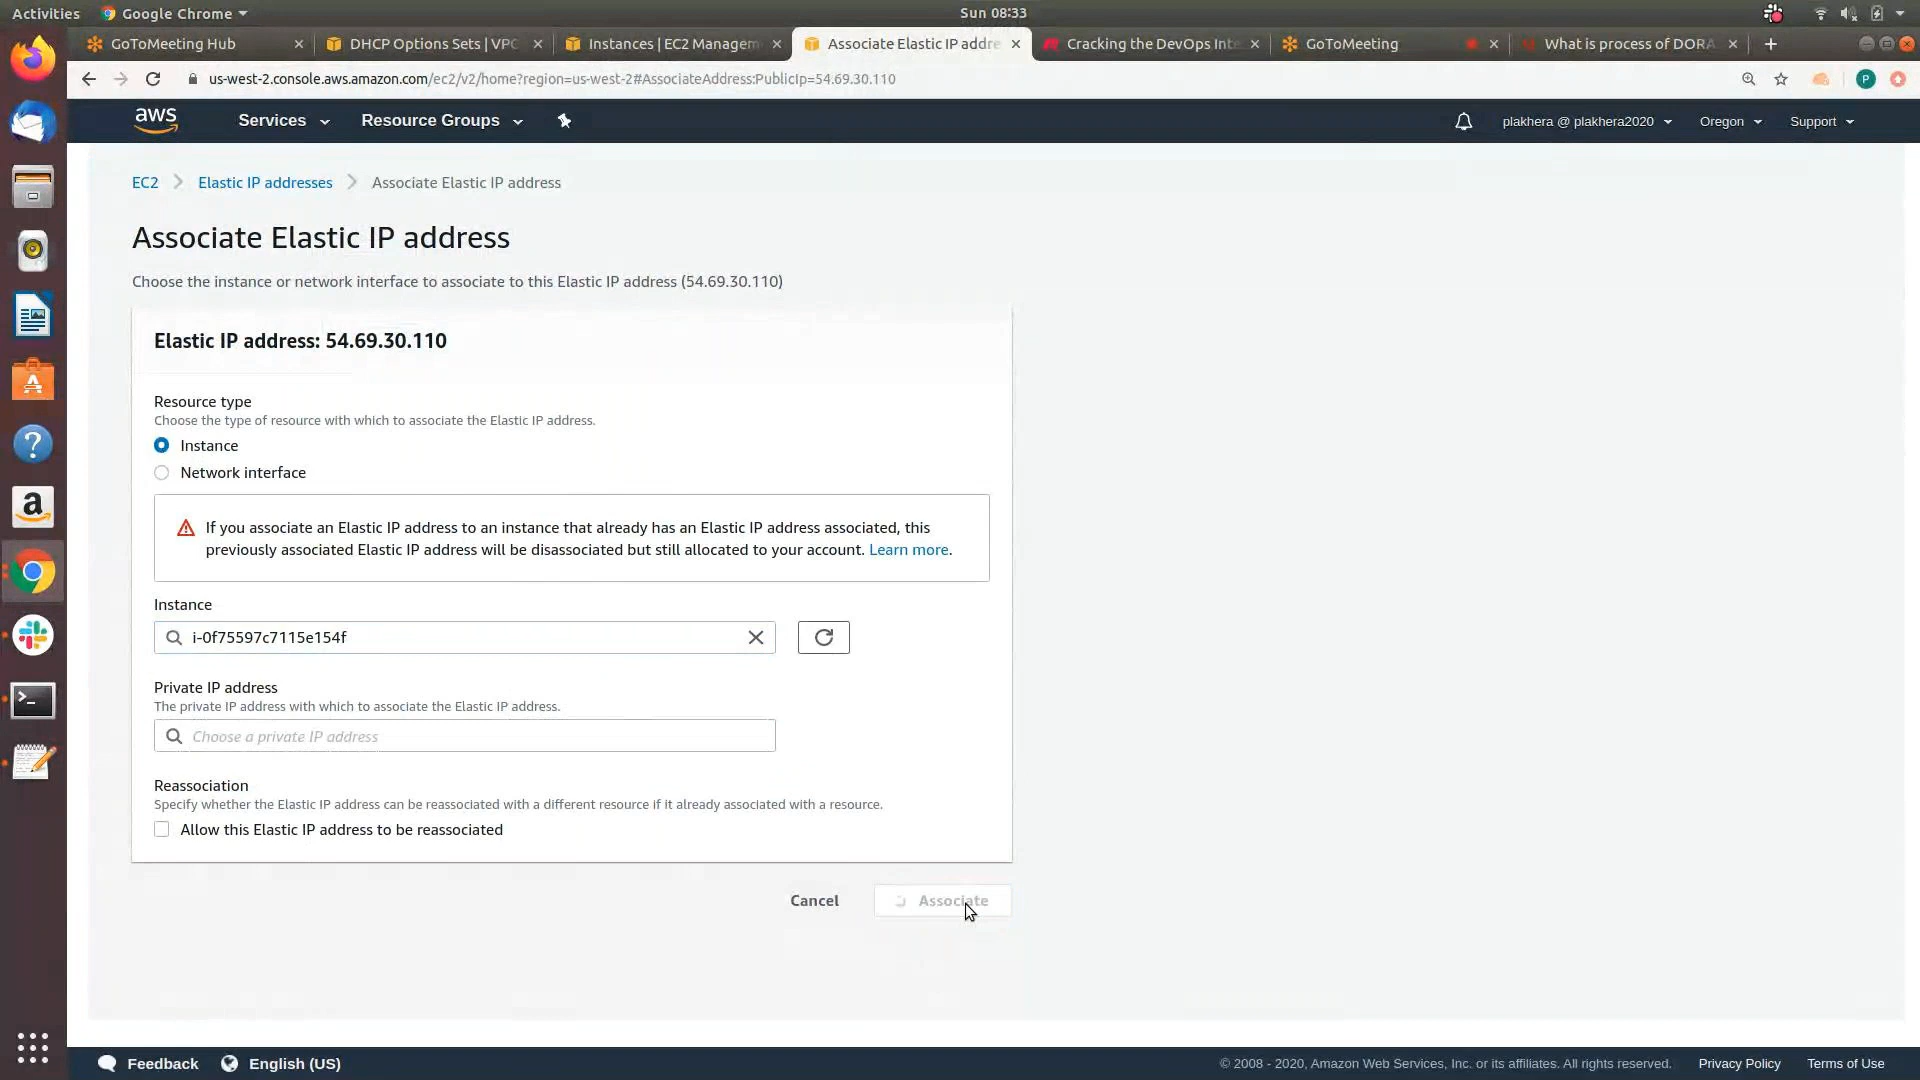 Activities
Google Chrome
Sun 08:33
GoToMeeting Hub
DHCP Options Sets | VPC
Instances | EC2 Managem
Associate Elastic IP addre
Cracking the DevOps Inte
GoToMeeting
What is process of DORA
us-west-2.console.aws.amazon.com/ec2/v2/home?region=us-west-2#AssociateAddress:PublicIp=54.69.30.110
P
aws
Services
Resource Groups
plakhera @ plakhera2020
Oregon
Support
EC2
Elastic IP addresses
Associate Elastic IP address
Associate Elastic IP address
Choose the instance or network interface to associate to this Elastic IP address (54.69.30.110)
Elastic IP address: 54.69.30.110
Resource type
Choose the type of resource with which to associate the Elastic IP address.
Instance
Network interface
If you associate an Elastic IP address to an instance that already has an Elastic IP address associated, this
previously associated Elastic IP address will be disassociated but still allocated to your account. Learn more.
Instance
i-0f75597c7115e154f
Private IP address
The private IP address with which to associate the Elastic IP address.
Choose a private IP address
Reassociation
Specify whether the Elastic IP address can be reassociated with a different resource if it already associated with a resource.
Allow this Elastic IP address to be reassociated
Cancel
Associate
Feedback
English (US)
© 2008 - 2020, Amazon Web Services, Inc. or its affiliates. All rights reserved.
Privacy Policy
Terms of Use